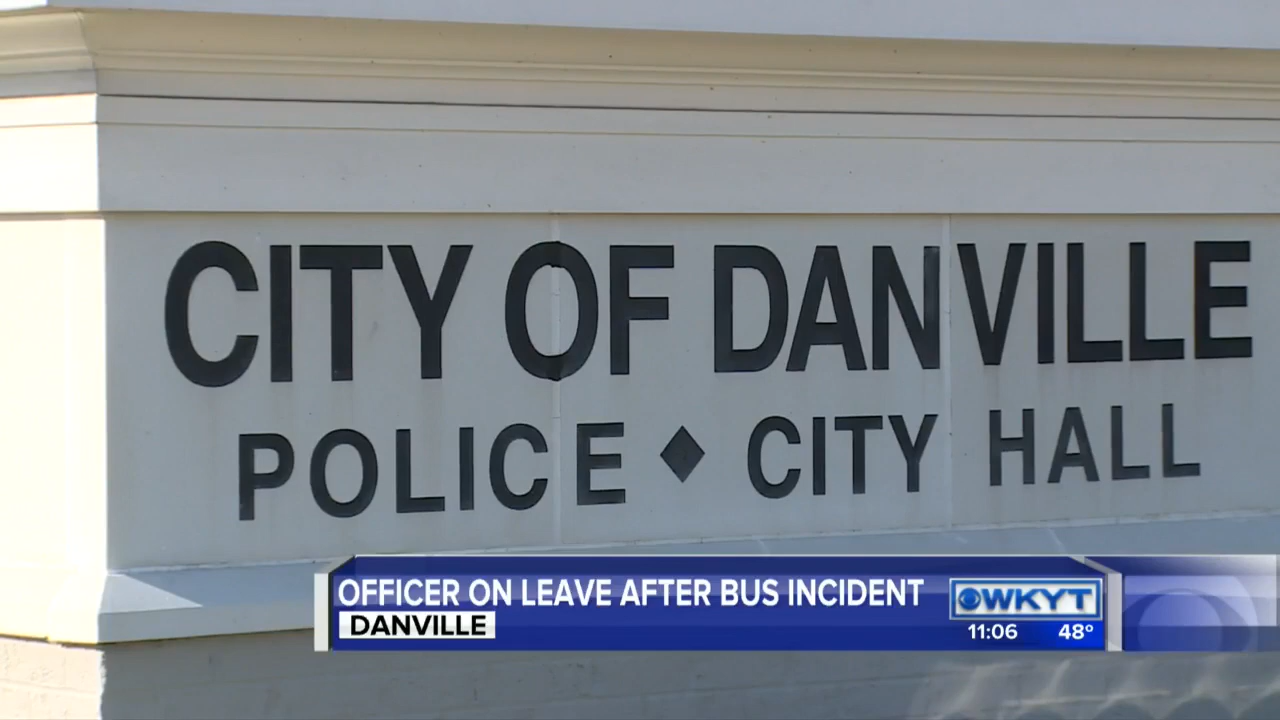 CITY OF DANVILLE
POLICE ♦ CITY HALL
OFFICER ON LEAVE AFTER BUS INCIDENT
DANVILLE
WKYT
11:06 48°